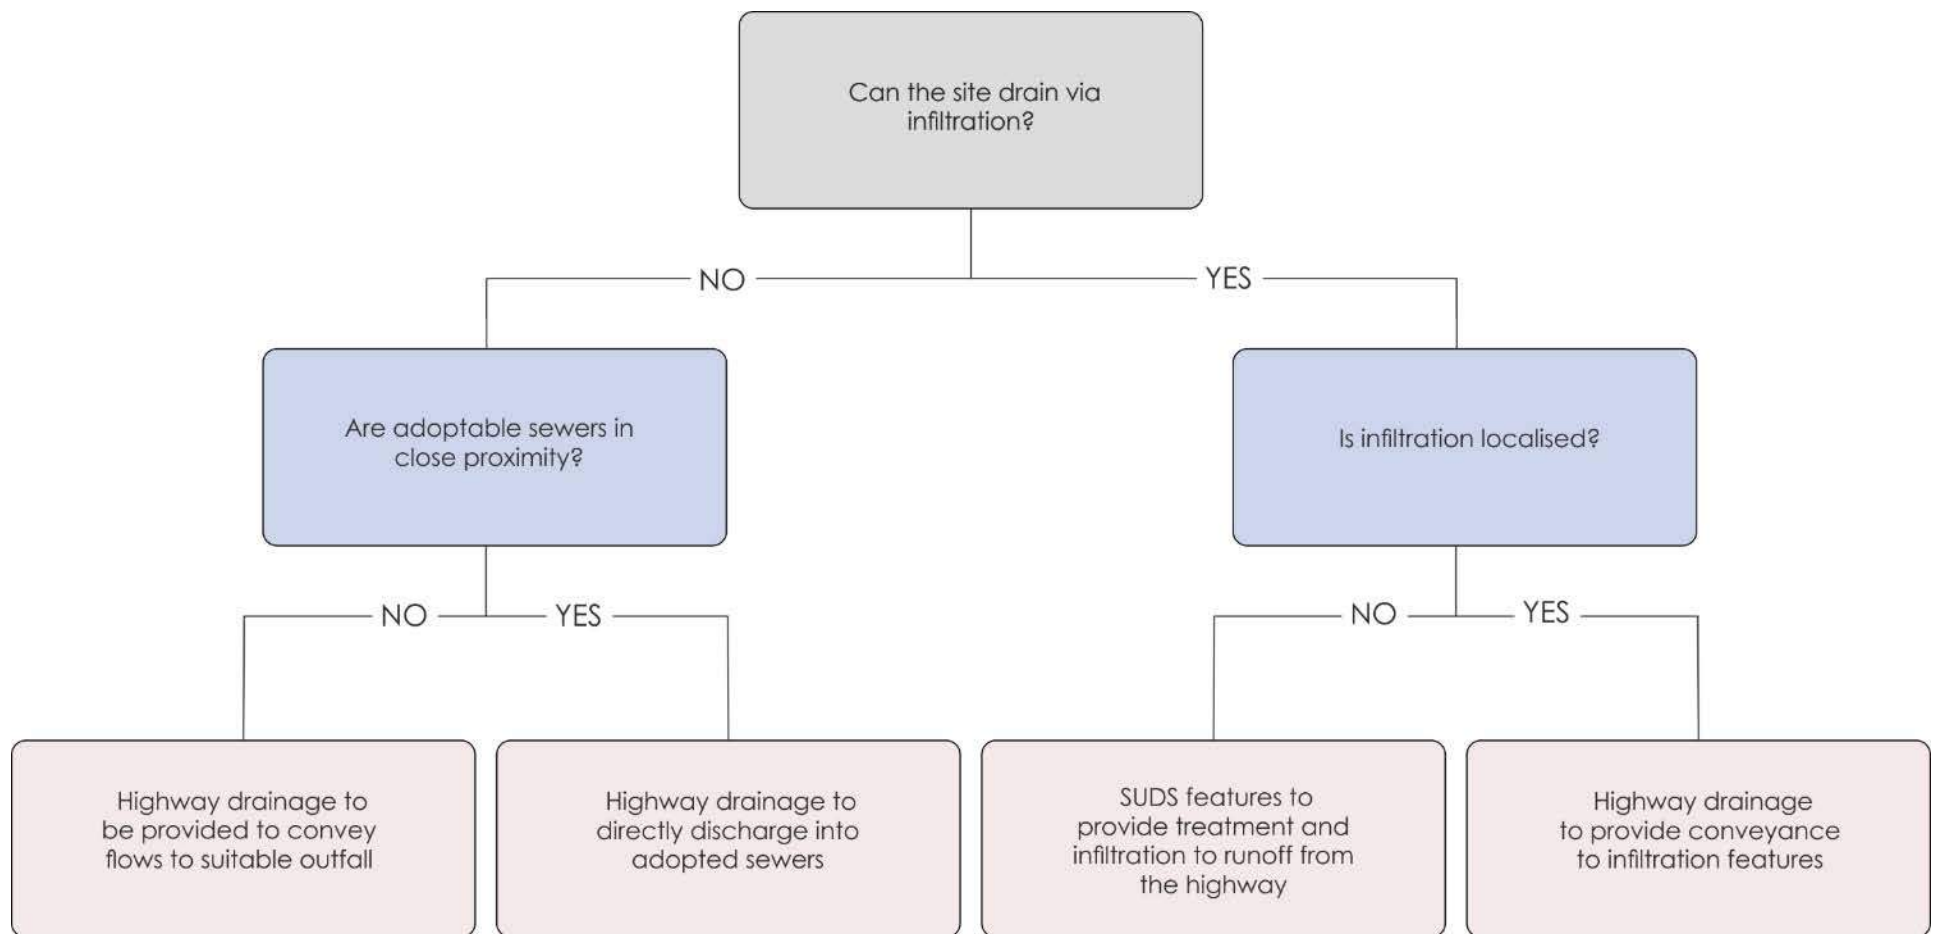 Can the site drain via
infiltration?
NO
YES
Are adoptable sewers in
close proximity?
Is infiltration localised?
NO
YES
NO
YES
Highway drainage to
be provided to convey
flows to suitable outfall
Highway drainage to
directly discharge into
adopted sewers
SUDS features to
provide treatment and
infiltration to runoff from
the highway
Highway drainage
to provide conveyance
to infiltration features